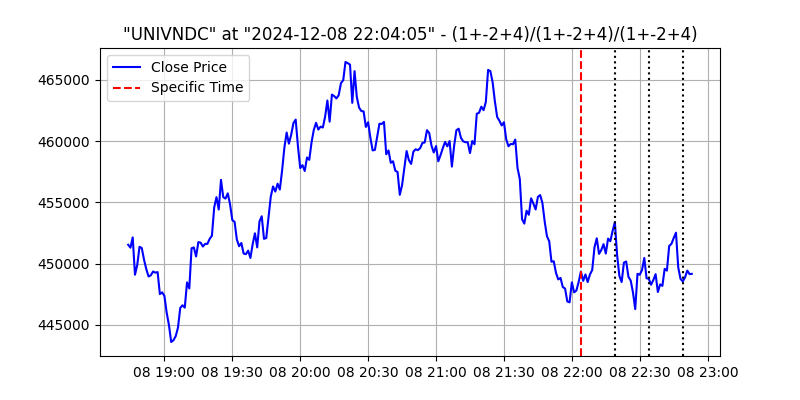 "UNIVNDC" at "2024-12-08 22:04:05" - (1+-2+4)/(1+-2+4)/(1+-2+4)
Close Price
Specific Time
465000
460000
455000
450000
445000
08 19:00 08 19:30 08 20:00 08 20:30 08 21:00 08 21:30 08 22:00 08 22:30 08 23:00